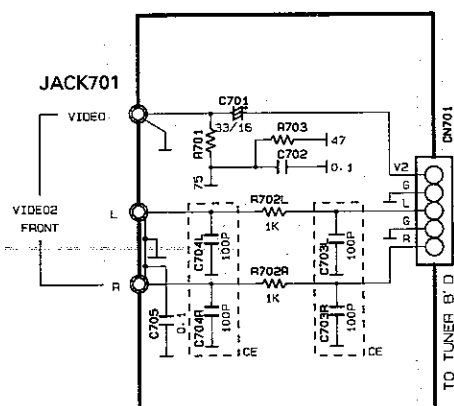 JACK701
VIDEO
VIDEO2
FRONT
L
R
C701
33/16
R701
75
R703
47
C702
0.1
R702L
1K
C704L
100P
C703L
100P
R702R
1K
C705
0.1
C704R
100P
C703R
100P
CE
CE
CN701
V2
G
L
G
R
TO TUNER B'D